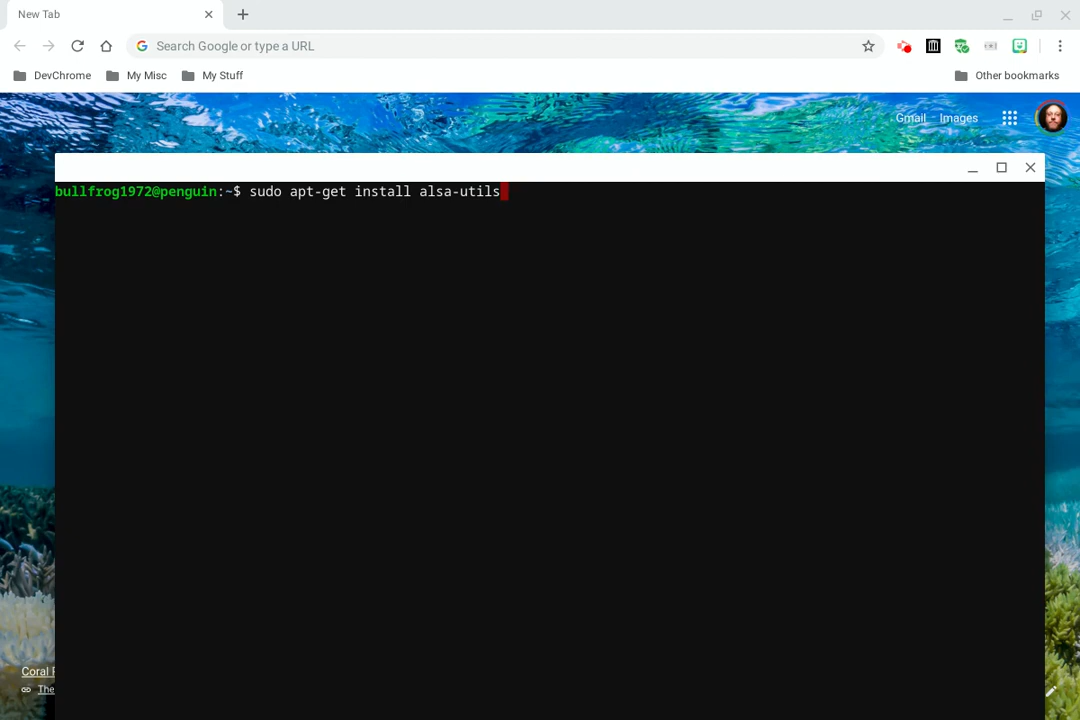 New Tab
Search Google or type a URL
DevChrome
My Misc
My Stuff
Other bookmarks
Gmail
Images
bullfrog1972@penguin:~$ sudo apt-get install alsa-utils
Coral
The